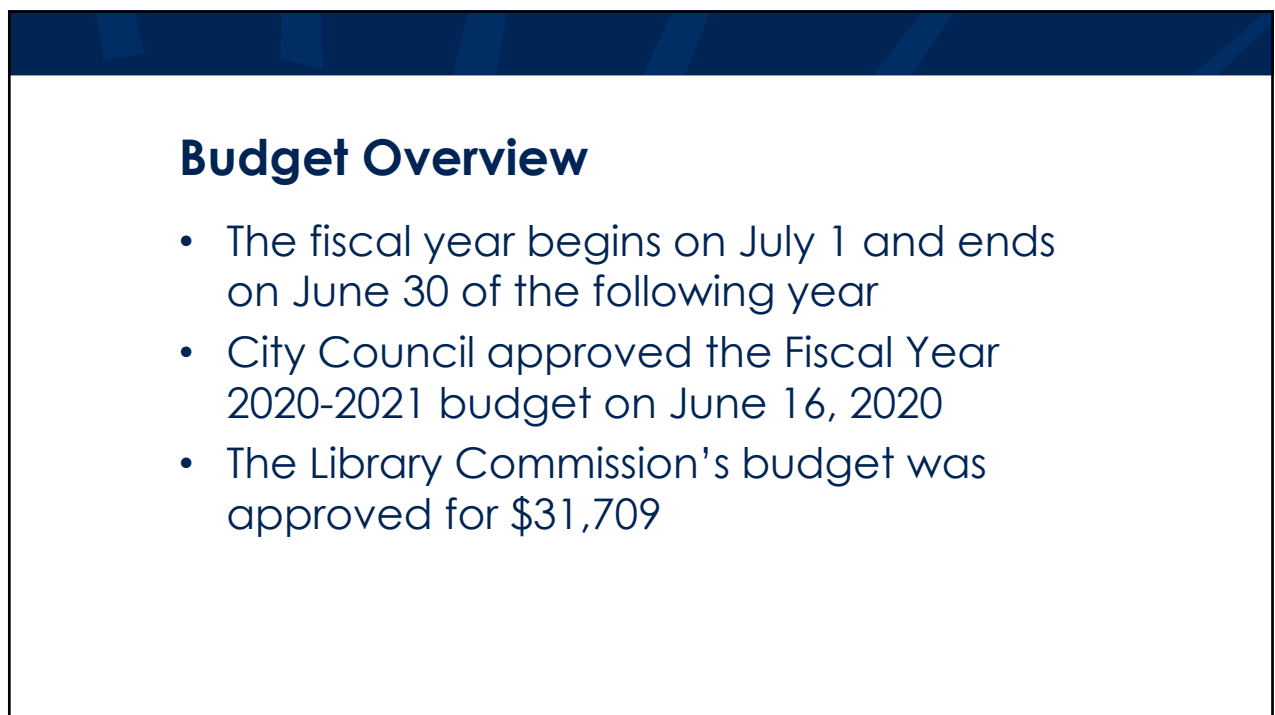 Budget Overview
• The fiscal year begins on July 1 and ends
on June 30 of the following year
• City Council approved the Fiscal Year
2020-2021 budget on June 16, 2020
• The Library Commission’s budget was
approved for $31,709